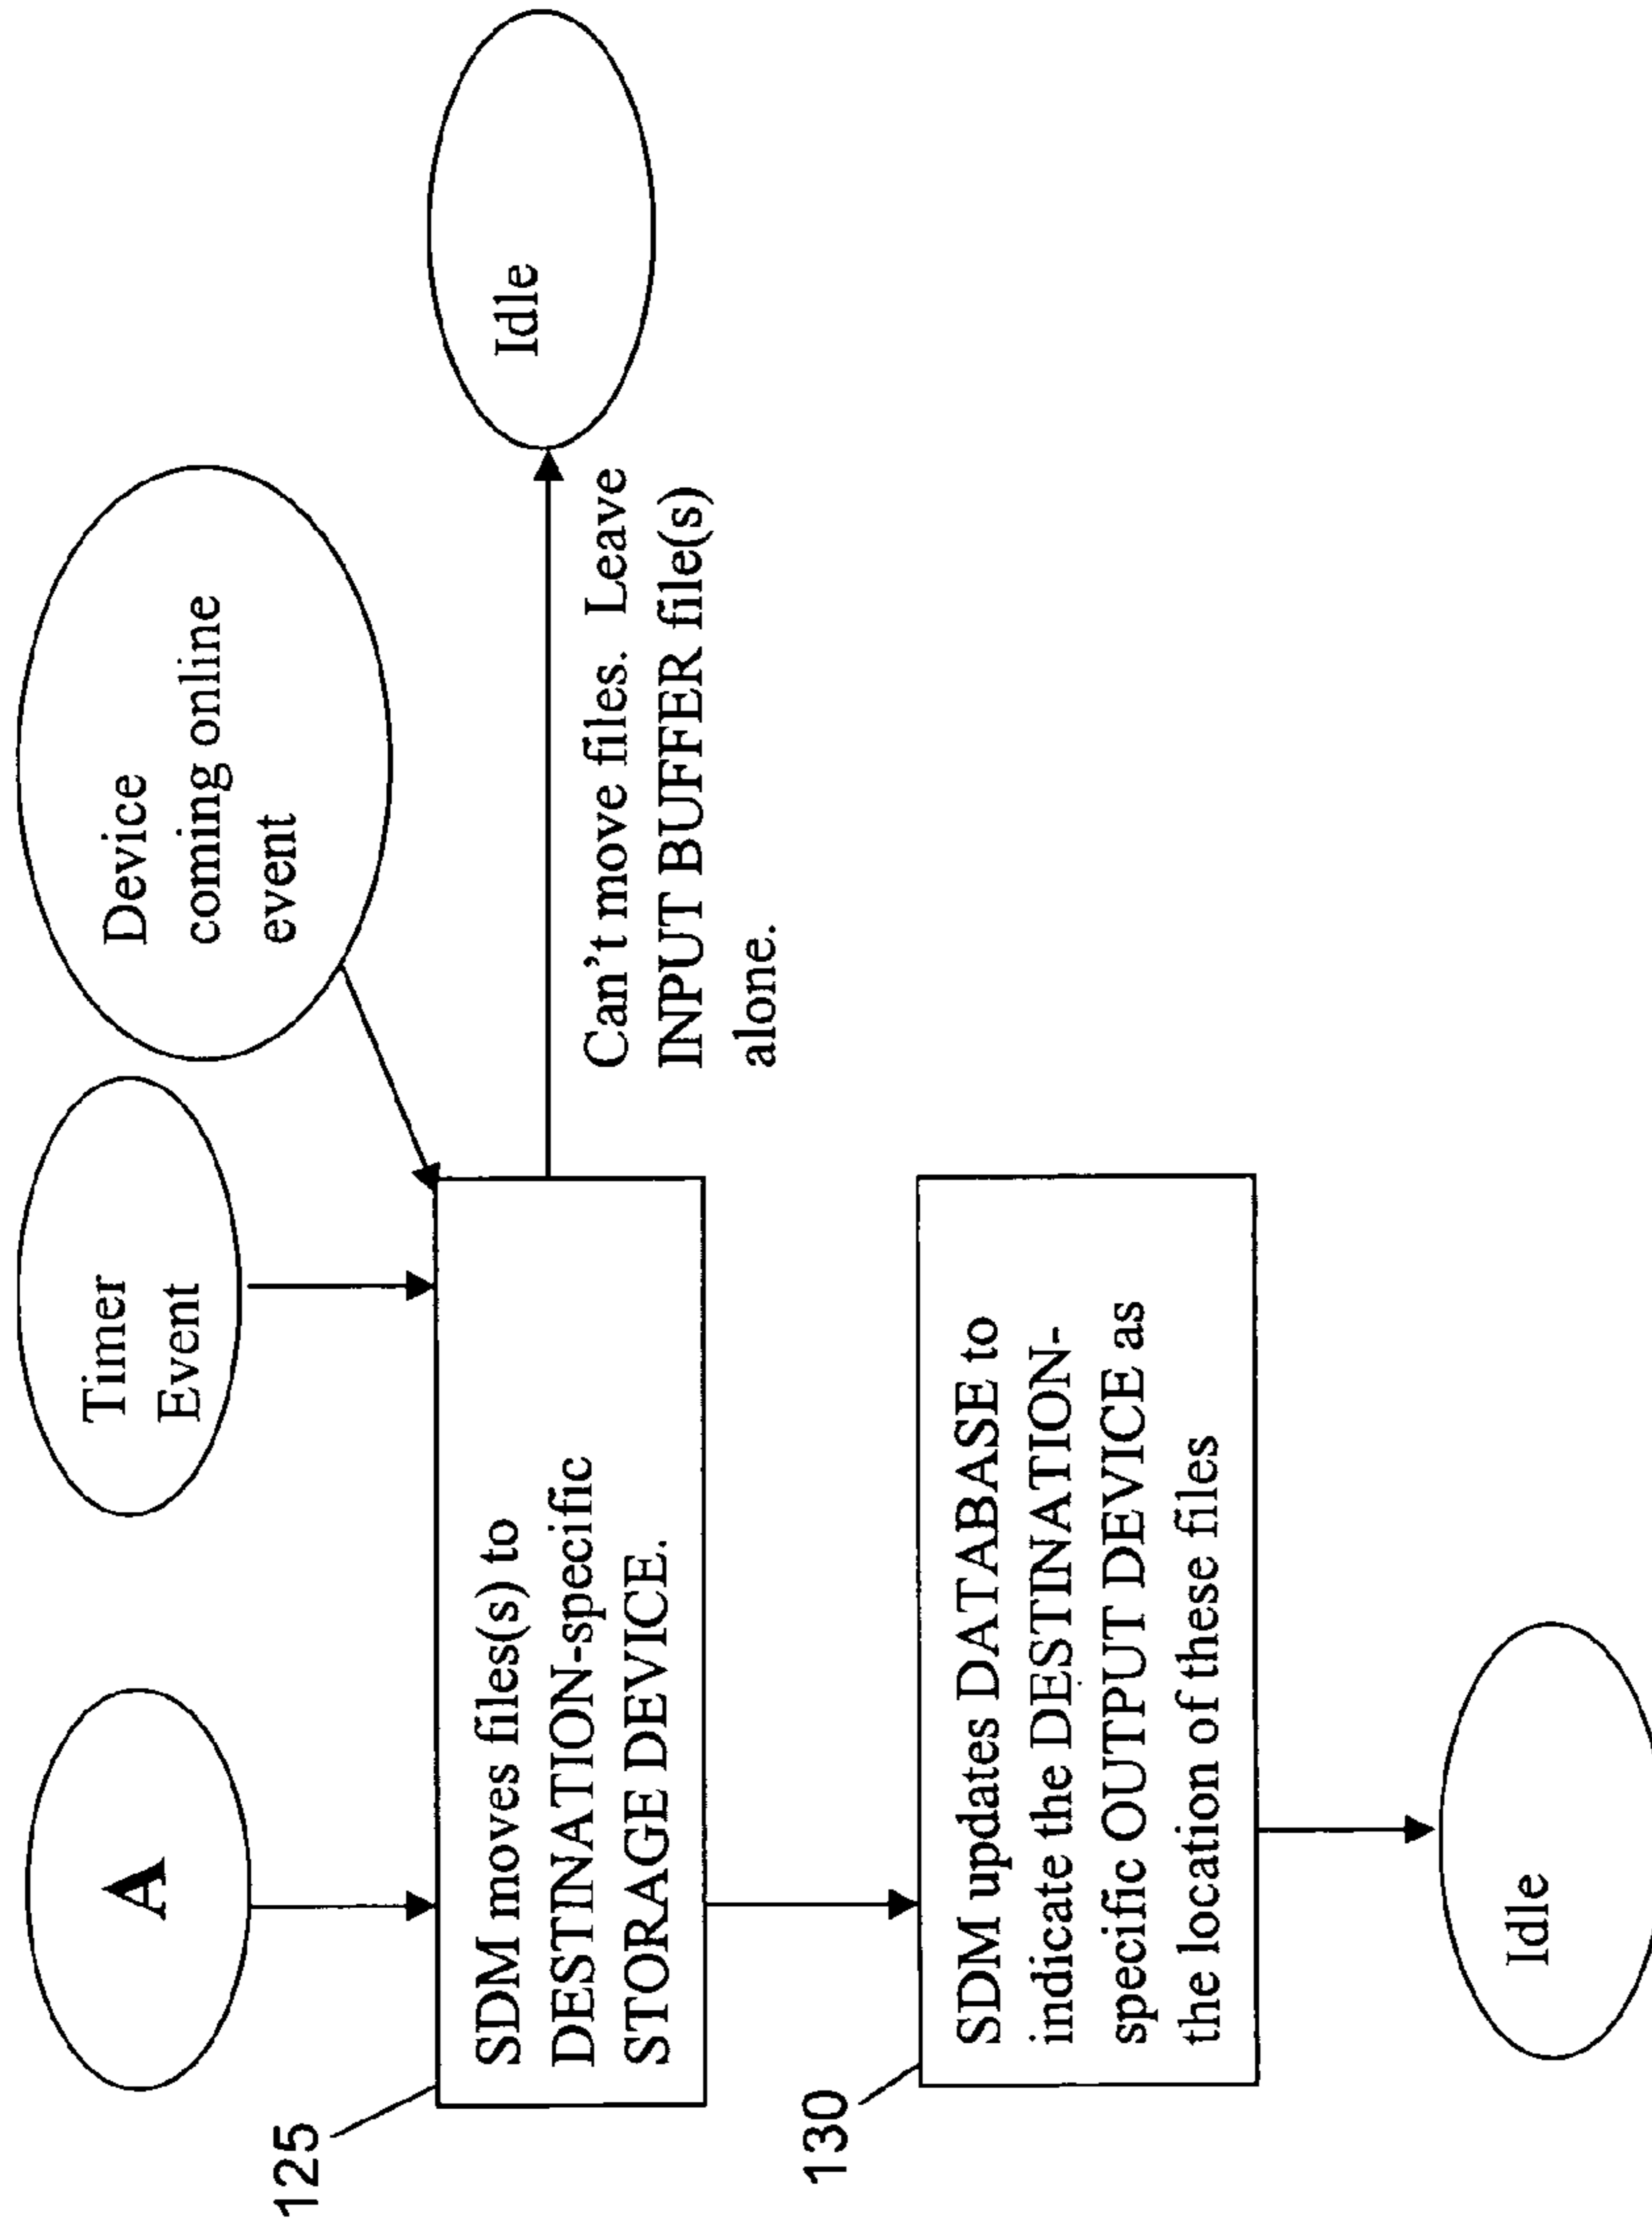 A
Timer
Event
Device
coming online
event
125
SDM moves files(s) to
DESTINATION-specific
STORAGE DEVICE.
Can't move files. Leave
INPUT BUFFER file(s)
alone.
Idle
130
SDM updates DATABASE to
indicate the DESTINATION-
specific OUTPUT DEVICE as
the location of these files
Idle